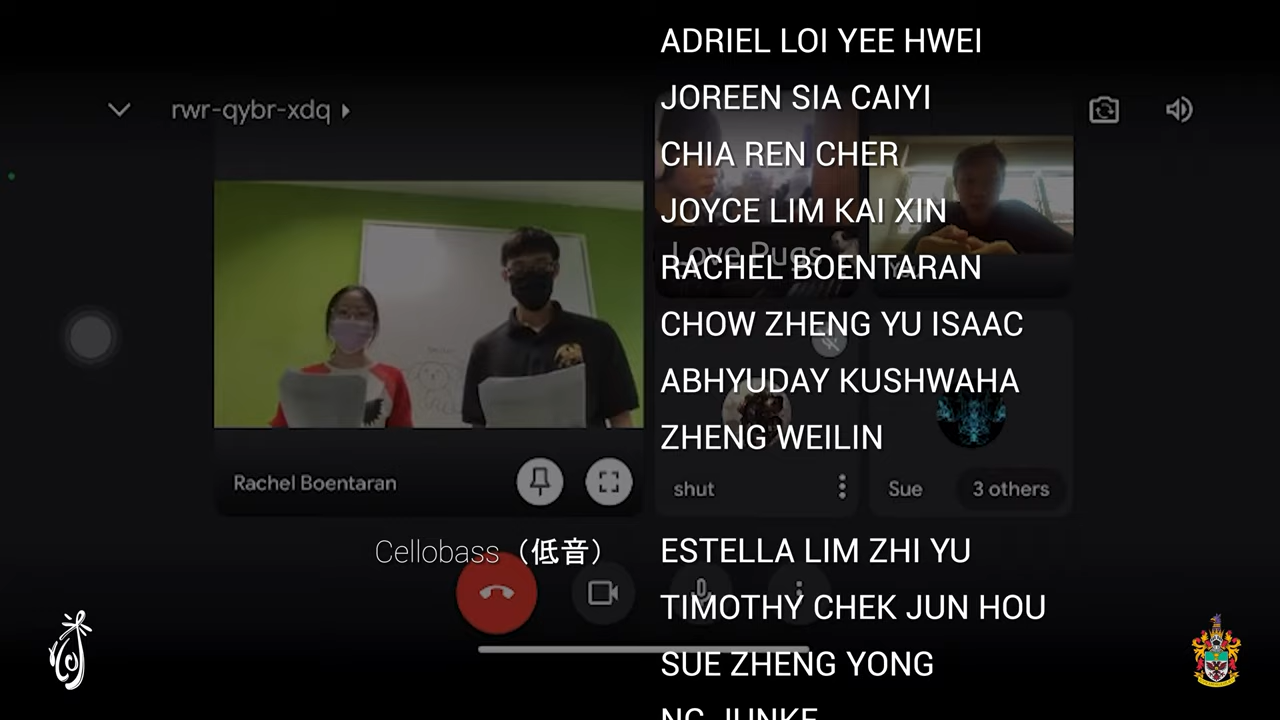 ADRIEL LOI YEE HWEI
JOREEN SIA CAIYI
rwr-qybr-xdq
CHIA REN CHER
JOYCE LIM KAI XIN
Love Pugs
RACHEL BOENTARAN
CHOW ZHENG YU ISAAC
ABHYUDAY KUSHWAHA
ZHENG WEILIN
Rachel Boentaran
shut
Sue
3 others
Cellobass（低音）
ESTELLA LIM ZHI YU
TIMOTHY CHEK JUN HOU
SUE ZHENG YONG
NG JUNKE